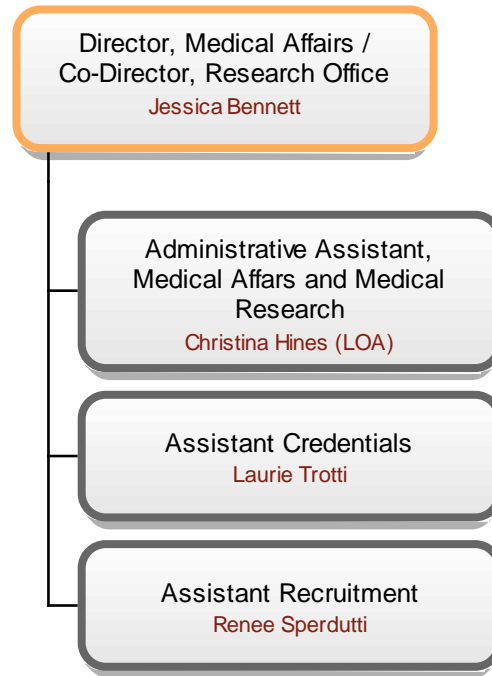 Director, Medical Affairs /
Co-Director, Research Office
Jessica Bennett
Administrative Assistant,
Medical Affars and Medical
Research
Christina Hines (LOA)
Assistant Credentials
Laurie Trotti
Assistant Recruitment
Renee Sperdutti